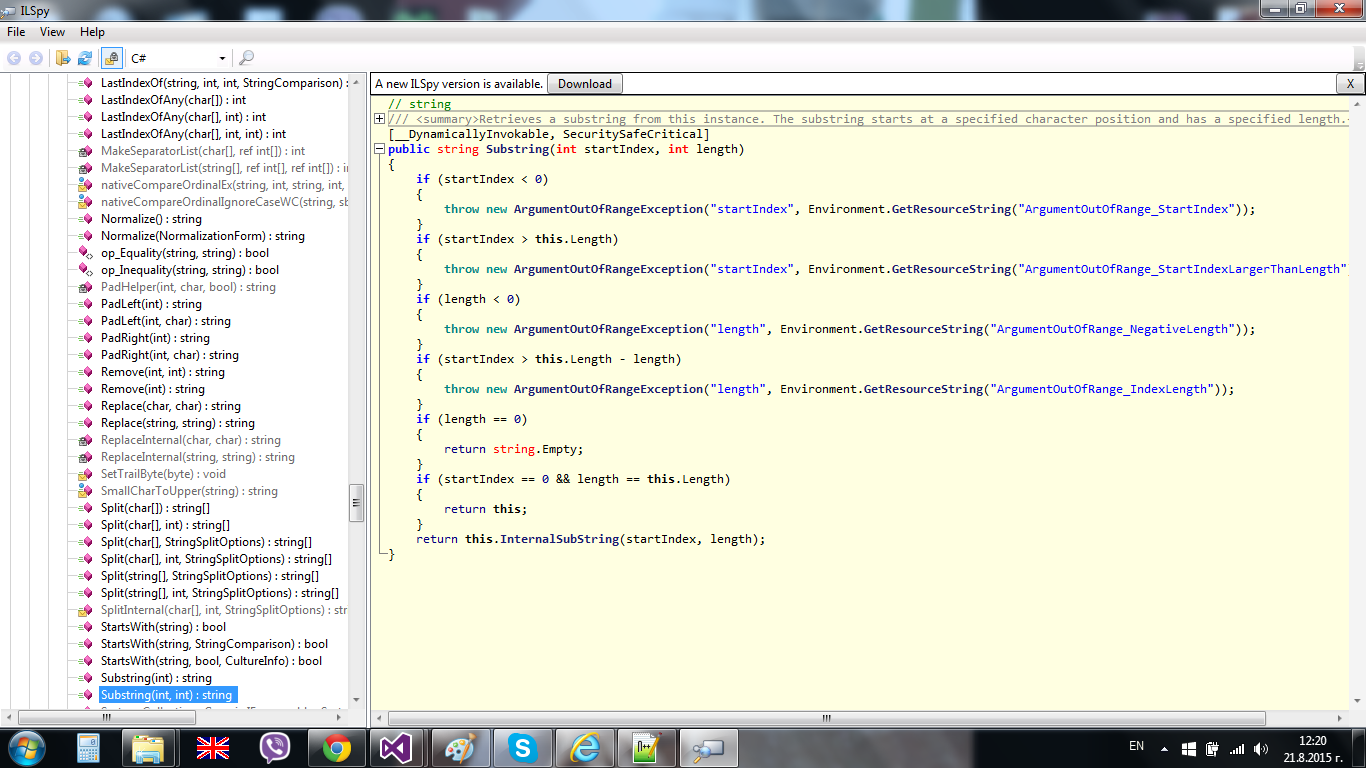 ILSpy
File View Help
C#
LastIndexOf(string, int, int, StringComparison) :
LastIndexOfAny(char[]) : int
LastIndexOfAny(char[], int) : int
LastIndexOfAny(char[], int, int) : int
MakeSeparatorList(char[], ref int[]) : int
MakeSeparatorList(string[], ref int[], ref int[]) : i
nativeCompareOrdinalEx(string, int, string, int,
nativeCompareOrdinalIgnoreCaseWC(string, sb
Normalize() : string
Normalize(NormalizationForm) : string
op_Equality(string, string) : bool
op_Inequality(string, string) : bool
PadHelper(int, char, bool) : string
PadLeft(int) : string
PadLeft(int, char) : string
PadRight(int) : string
PadRight(int, char) : string
Remove(int, int) : string
Remove(int) : string
Replace(char, char) : string
Replace(string, string) : string
ReplaceInternal(char, char) : string
ReplaceInternal(string, string) : string
SetTrailByte(byte) : void
SmallCharToUpper(string) : string
Split(char[]) : string[]
Split(char[], int) : string[]
Split(char[], StringSplitOptions) : string[]
Split(char[], int, StringSplitOptions) : string[]
Split(string[], StringSplitOptions) : string[]
Split(string[], int, StringSplitOptions) : string[]
SplitInternal(char[], int, StringSplitOptions) : str
StartsWith(string) : bool
StartsWith(string, StringComparison) : bool
StartsWith(string, bool, CultureInfo) : bool
Substring(int) : string
Substring(int, int) : string
A new ILSpy version is available. Download X
// string
/// <summary>Retrieves a substring from this instance. The substring starts at a specified character position and has a specified length.
[__DynamicallyInvokable, SecuritySafeCritical]
public string Substring(int startIndex, int length)
{
if (startIndex < 0)
{
throw new ArgumentOutOfRangeException("startIndex", Environment.GetResourceString("ArgumentOutOfRange_StartIndex"));
}
if (startIndex > this.Length)
{
throw new ArgumentOutOfRangeException("startIndex", Environment.GetResourceString("ArgumentOutOfRange_StartIndexLargerThanLength"
}
if (length < 0)
{
throw new ArgumentOutOfRangeException("length", Environment.GetResourceString("ArgumentOutOfRange_NegativeLength"));
}
if (startIndex > this.Length - length)
{
throw new ArgumentOutOfRangeException("length", Environment.GetResourceString("ArgumentOutOfRange_IndexLength"));
}
if (length == 0)
{
return string.Empty;
}
if (startIndex == 0 && length == this.Length)
{
return this;
}
return this.InternalSubString(startIndex, length);
}
EN
12:20
21.8.2015 г.